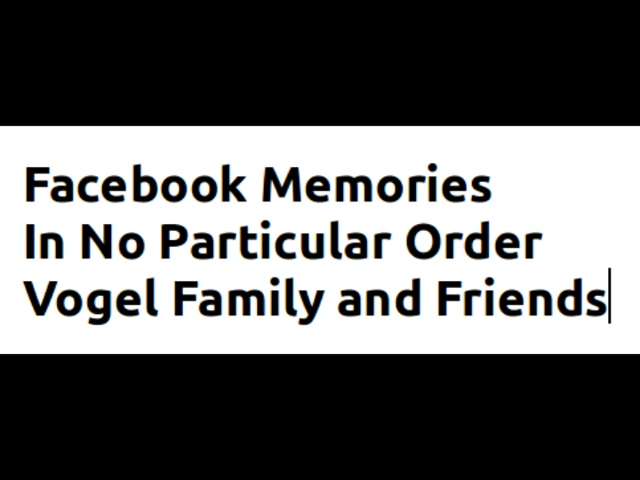 Facebook Memories
In No Particular Order
Vogel Family and Friends